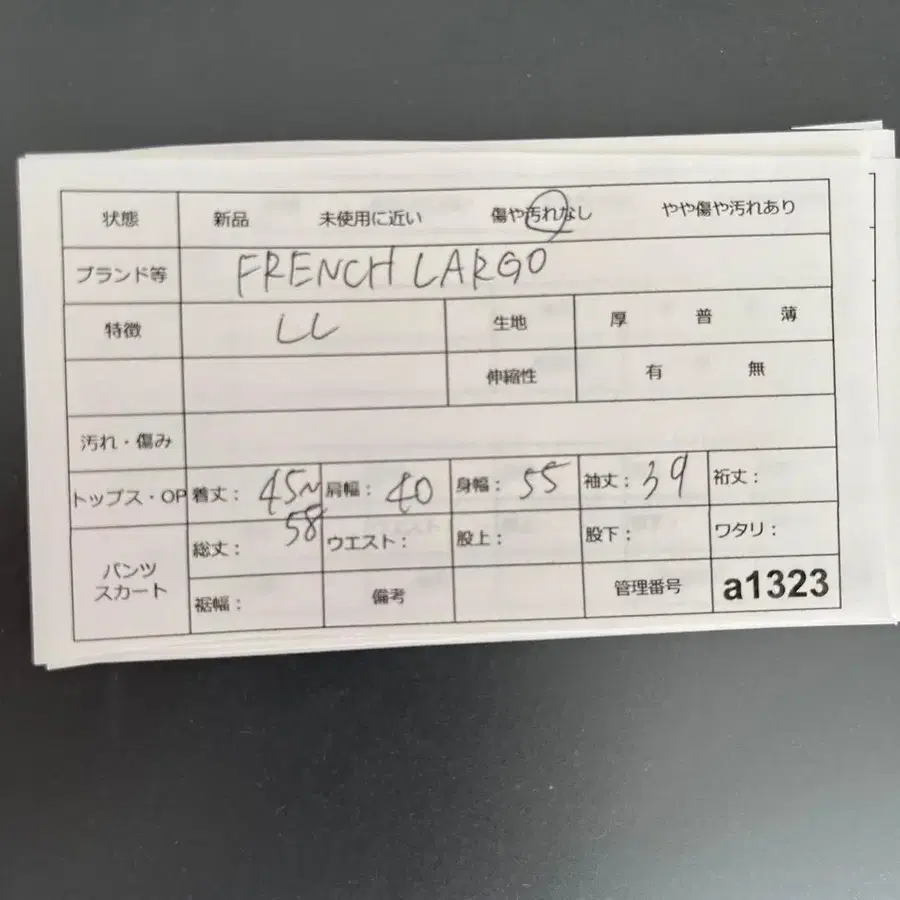 状態 新品 未使用に近い 傷や汚れなし やや傷や汚れあり
ブランド等 FRENCH LARGO
特徴 LL 生地 厚 普 薄
伸縮性 有 無
汚れ・傷み
トップス・OP 着丈： 45~58 肩幅： 40 身幅： 55 袖丈： 39 裄丈：
パンツ スカート 総丈： ウエスト： 股上： 股下： ワタリ：
裾幅： 備考 管理番号 a1323